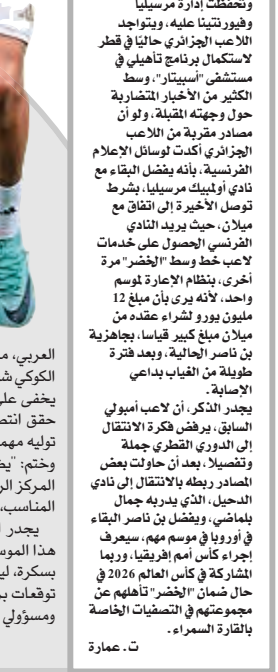 وتحفظت إدارة مرسيليا
وفيورنتينا عليه، ويتواجد
اللاعب الجزائري حاليًا في قطر
لاستكمال برنامج تأهيلي في
مستشفى "أسبيتار"، وسط
الكثير من الأخبار المتضاربة
حول وجهته المقبلة، ولو أن
مصادر مقربة من اللاعب
الجزائري أكدت لوسائل الإعلام
الفرنسية، بأنه يفضل البقاء مع
نادي أولمبيك مرسيليا، بشرط
توصل الأخيرة إلى اتفاق مع
ميلان، حيث يريد النادي
الفرنسي الحصول على خدمات
لاعب خط وسط "الخضر" مرة
أخرى، بنظام الإعارة لموسم
واحد، لأنه يرى بأن مبلغ 12
مليون يورو لشراء عقده من
ميلان مبلغ كبير قياسا، بجاهزية
بن ناصر الحالية، وبعد فترة
طويلة من الغياب بداعي
الإصابة.
يجدر الذكر، أن لاعب أمبولي
السابق، يرفض فكرة الانتقال
إلى الدوري القطري جملة
وتفصيلا، بعد أن حاولت بعض
المصادر ربطه بالانتقال إلى نادي
الدحيل، الذي يدربه جمال
بلماضي، ويفضل بن ناصر البقاء
في أوروبا في موسم مهم، سيعرف
إجراء كأس أمم إفريقيا، وربما
المشاركة في كأس العالم 2026 في
حال ضمان "الخضر" تأهلهم عن
مجموعتهم في التصفيات الخاصة
بالقارة السمراء.
ت. عمارة
العربي، م
الكوكي ش
يخفى على
حقق انتص
توليه مهم
وختم: "يض
المركز الر
المناسب،
يجدر ا
هذا الموس
بسكرة، لي
توقعات بر
ومسؤولي